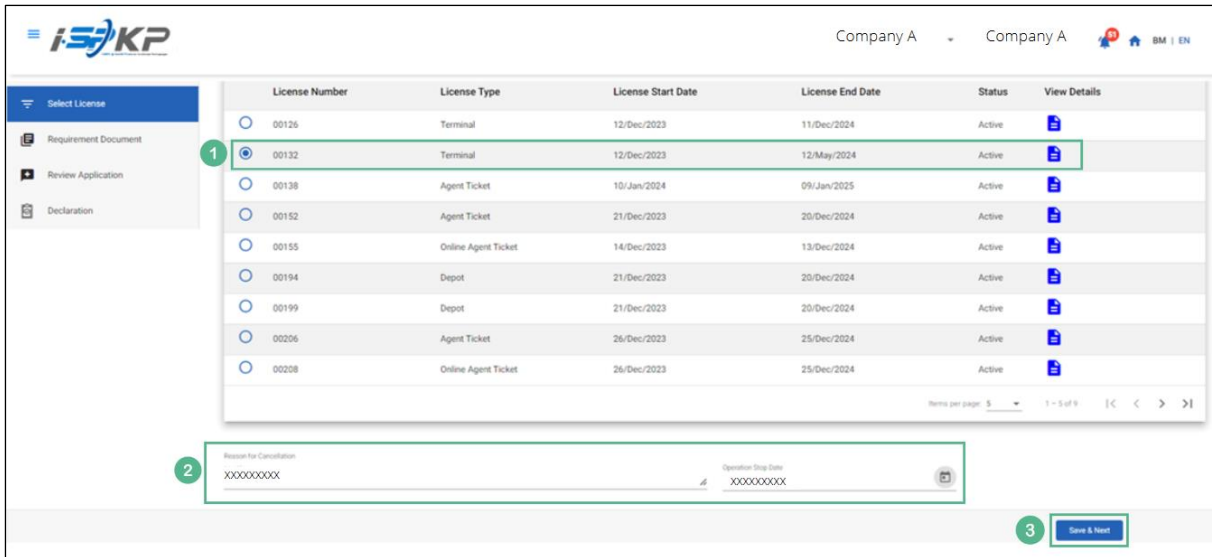 i-SPKP Company A Company A 51 BM | EN
Select License
Requirement Document
Review Application
Declaration
License Number License Type License Start Date License End Date Status View Details
00126 Terminal 12/Dec/2023 11/Dec/2024 Active
1 00132 Terminal 12/Dec/2023 12/May/2024 Active
00138 Agent Ticket 10/Jan/2024 09/Jan/2025 Active
00152 Agent Ticket 21/Dec/2023 20/Dec/2024 Active
00155 Online Agent Ticket 14/Dec/2023 13/Dec/2024 Active
00194 Depot 21/Dec/2023 20/Dec/2024 Active
00199 Depot 21/Dec/2023 20/Dec/2024 Active
00206 Agent Ticket 26/Dec/2023 25/Dec/2024 Active
00208 Online Agent Ticket 26/Dec/2023 25/Dec/2024 Active
Items per page: 5 1 – 5 of 9
2 Reason for Cancellation Operation Stop Date
XXXXXXXXX XXXXXXXXX
3 Save & Next